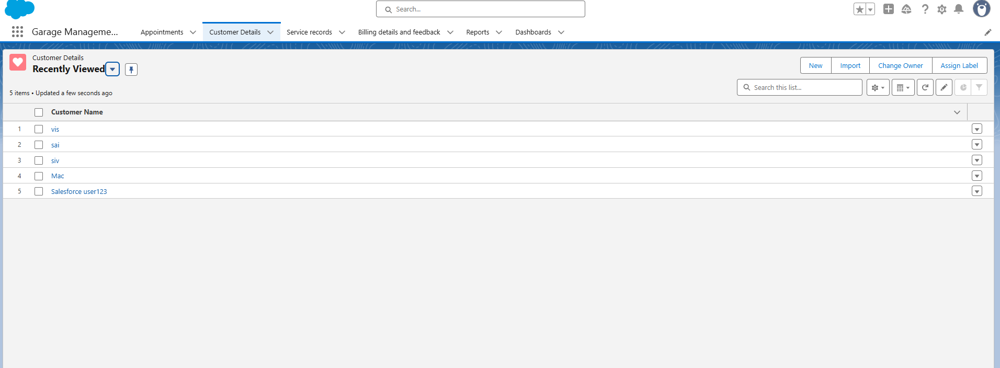 Search...
Garage Manageme...
Appointments
Customer Details
Service records
Billing details and feedback
Reports
Dashboards
Customer Details
Recently Viewed
New
Import
Change Owner
Assign Label
5 items • Updated a few seconds ago
Search this list...
Customer Name
1 vis
2 sai
3 siv
4 Mac
5 Salesforce user123